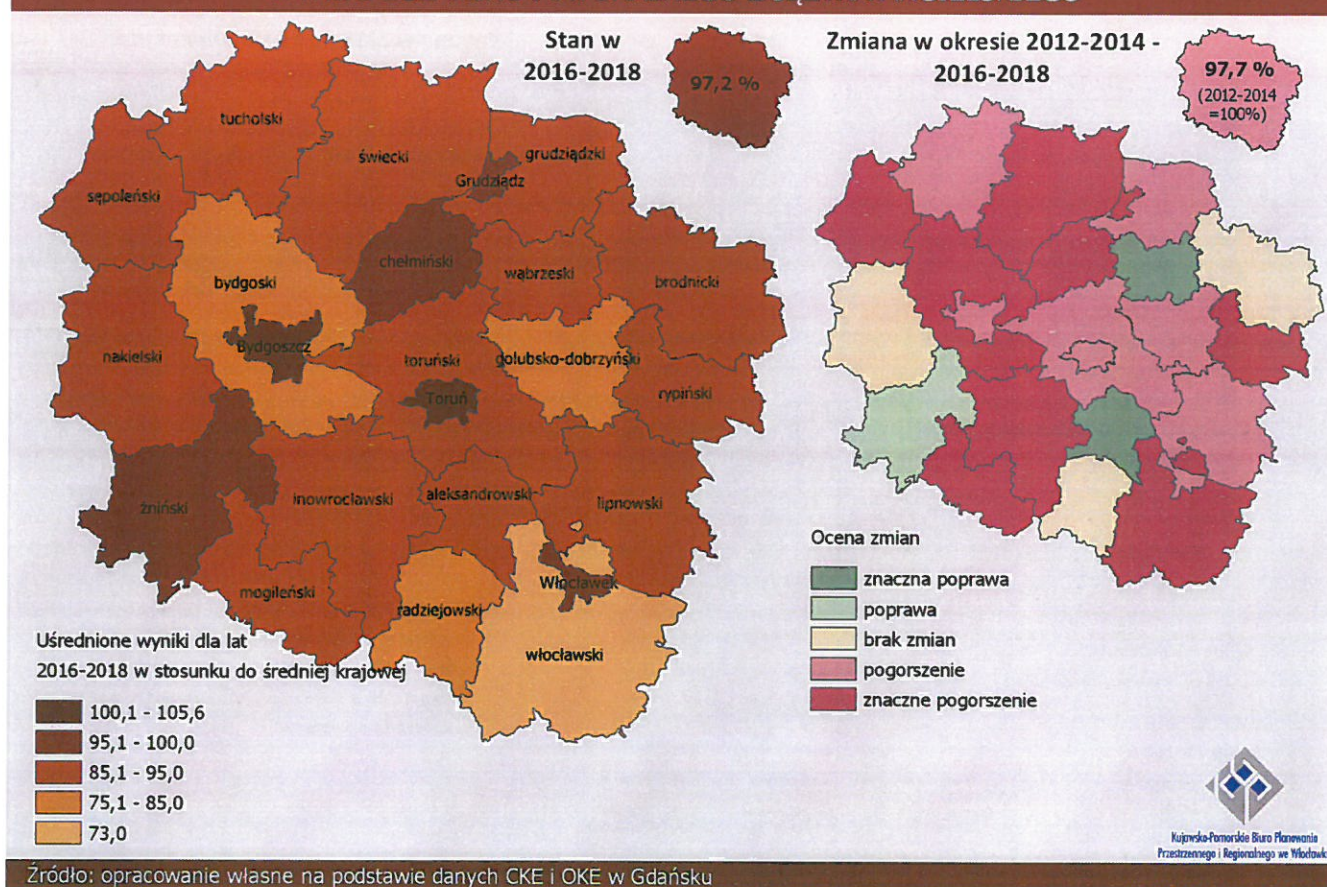 Stan w
2016-2018
97,2 %
Zmiana w okresie 2012-2014 -
2016-2018
97,7 %
(2012-2014
=100%)
tucholski
świecki
grudziądzki
Grudziądz
sępoleński
chełmiński
wąbrzeski
brodnicki
bydgoski
Bydgoszcz
nakielski
toruński
golubsko-dobrzyński
Toruń
rypiński
żniński
inowrocławski
aleksandrowski
lipnowski
mogileński
radziejowski
Włocławek
włocławski
Uśrednione wyniki dla lat
2016-2018 w stosunku do średniej krajowej
100,1 - 105,6
95,1 - 100,0
85,1 - 95,0
75,1 - 85,0
73,0
Ocena zmian
znaczna poprawa
poprawa
brak zmian
pogorszenie
znaczne pogorszenie
Kujawsko-Pomorskie Biuro Planowania
Przestrzennego i Regionalnego we Włocławku
Źródło: opracowanie własne na podstawie danych CKE i OKE w Gdańsku